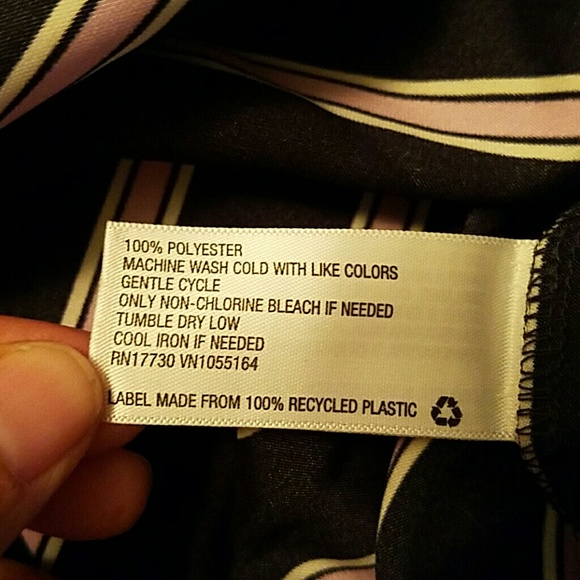 100% POLYESTER
MACHINE WASH COLD WITH LIKE COLORS
GENTLE CYCLE
ONLY NON-CHLORINE BLEACH IF NEEDED
TUMBLE DRY LOW
COOL IRON IF NEEDED
RN17730 VN1055164
LABEL MADE FROM 100% RECYCLED PLASTIC